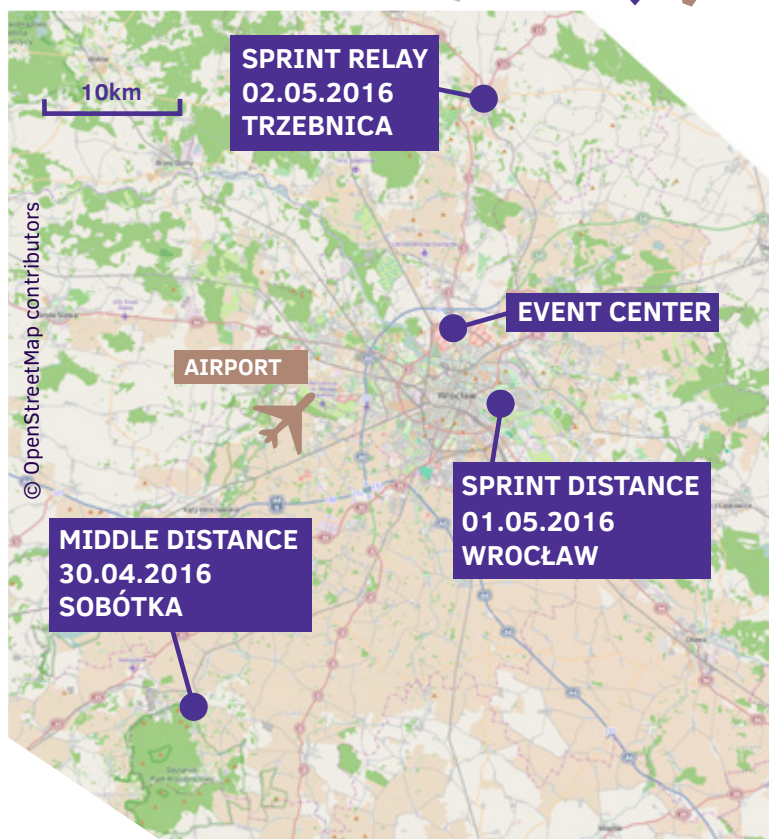 SPRINT RELAY
02.05.2016
TRZEBNICA
10km
© OpenStreetMap contributors
EVENT CENTER
AIRPORT
Wrocław
SPRINT DISTANCE
01.05.2016
WROCŁAW
MIDDLE DISTANCE
30.04.2016
SOBÓTKA